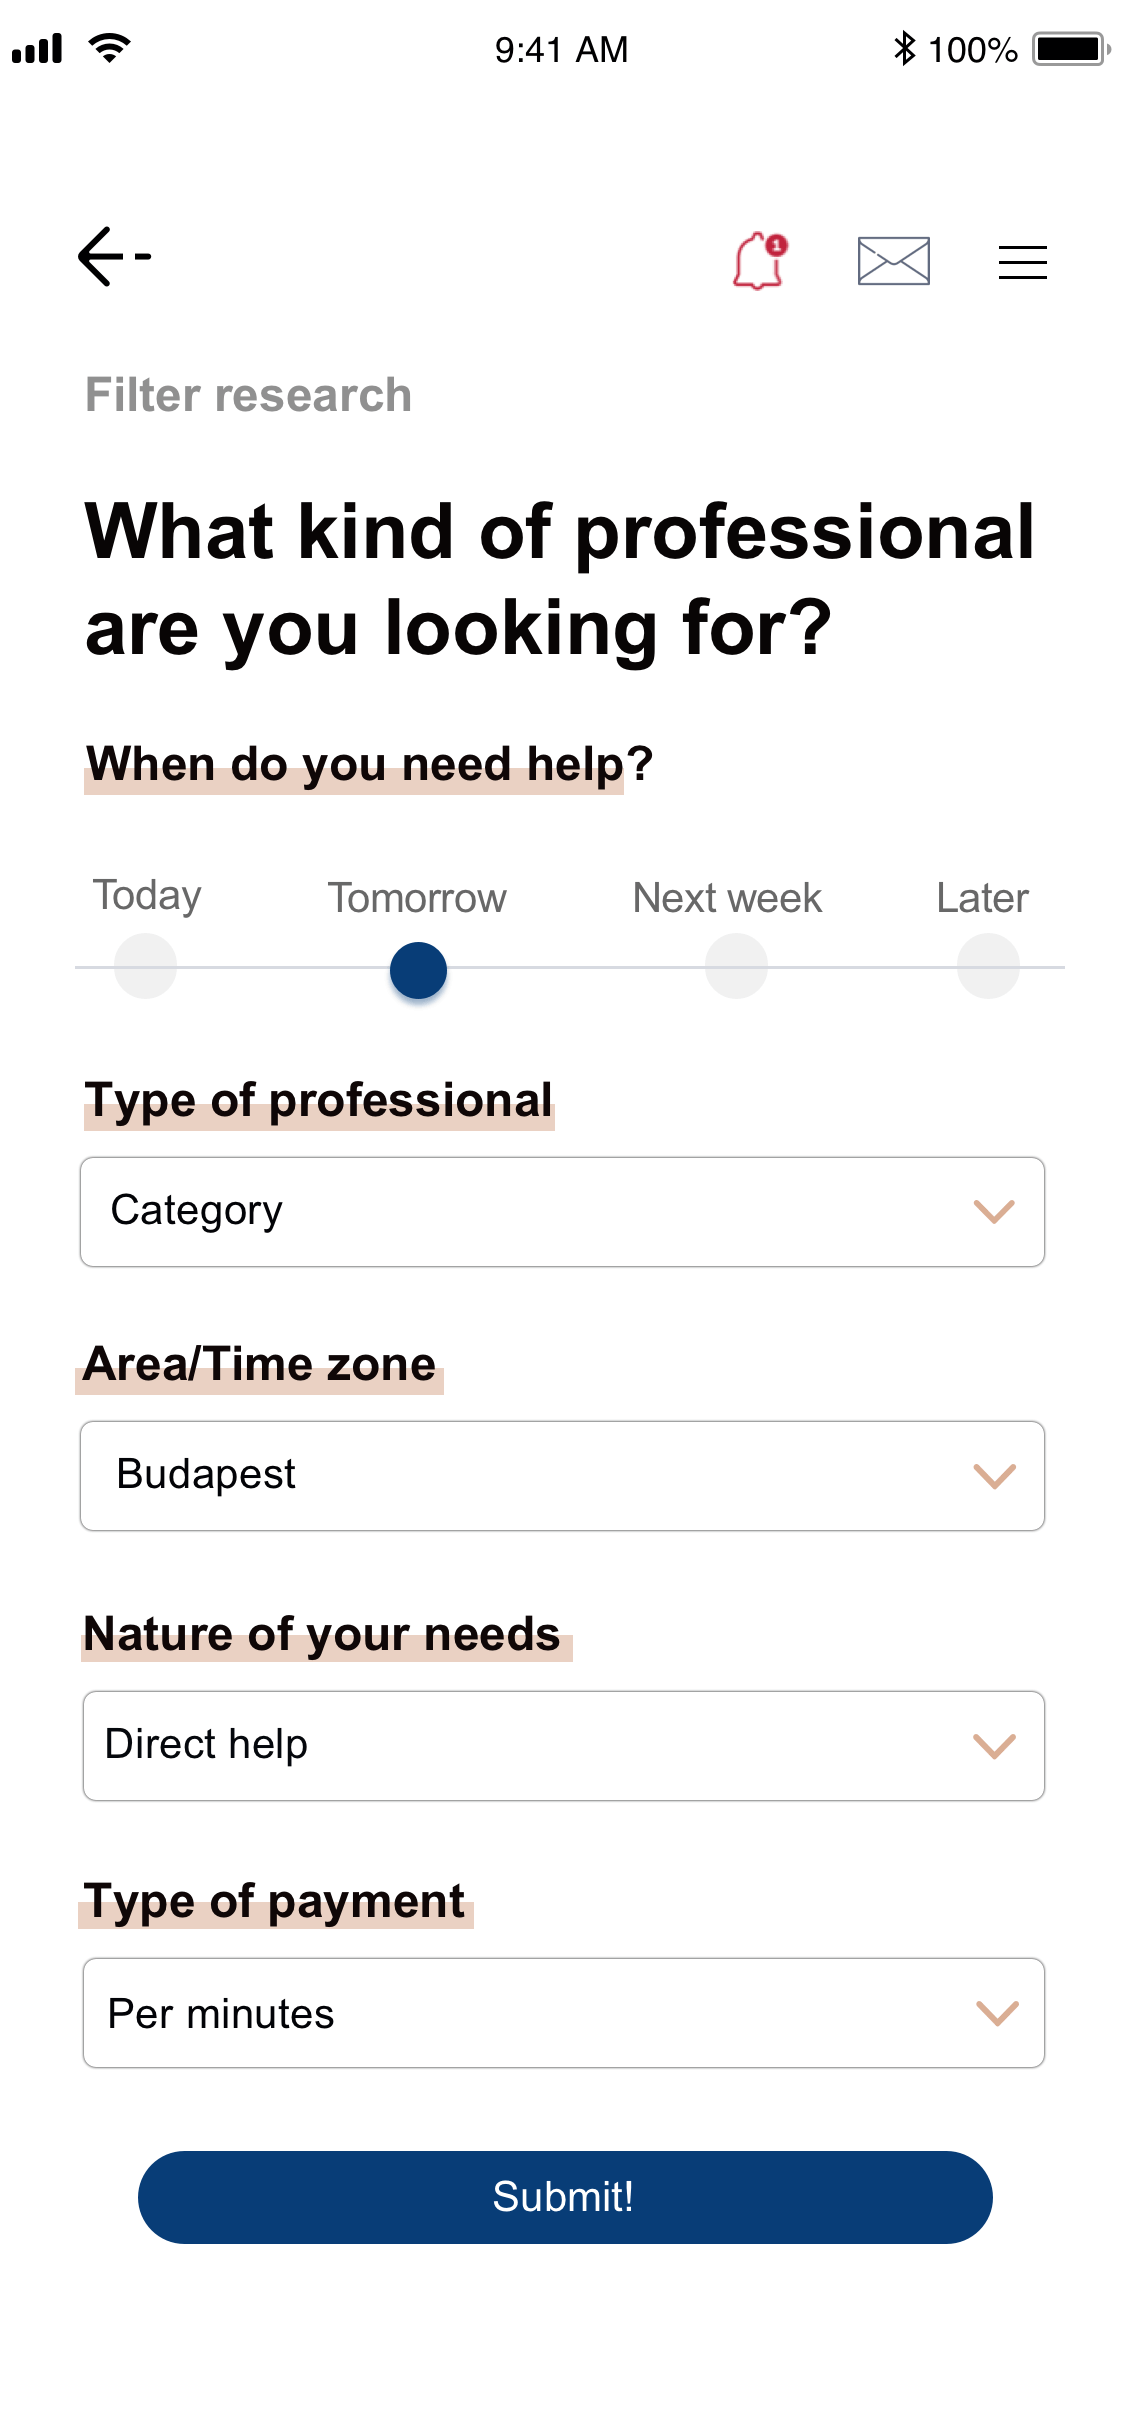 9:41 AM
100%
1
Filter research
What kind of professional
are you looking for?
When do you need help?
Today Tomorrow Next week Later
Type of professional
Category
Area/Time zone
Budapest
Nature of your needs
Direct help
Type of payment
Per minutes
Submit!